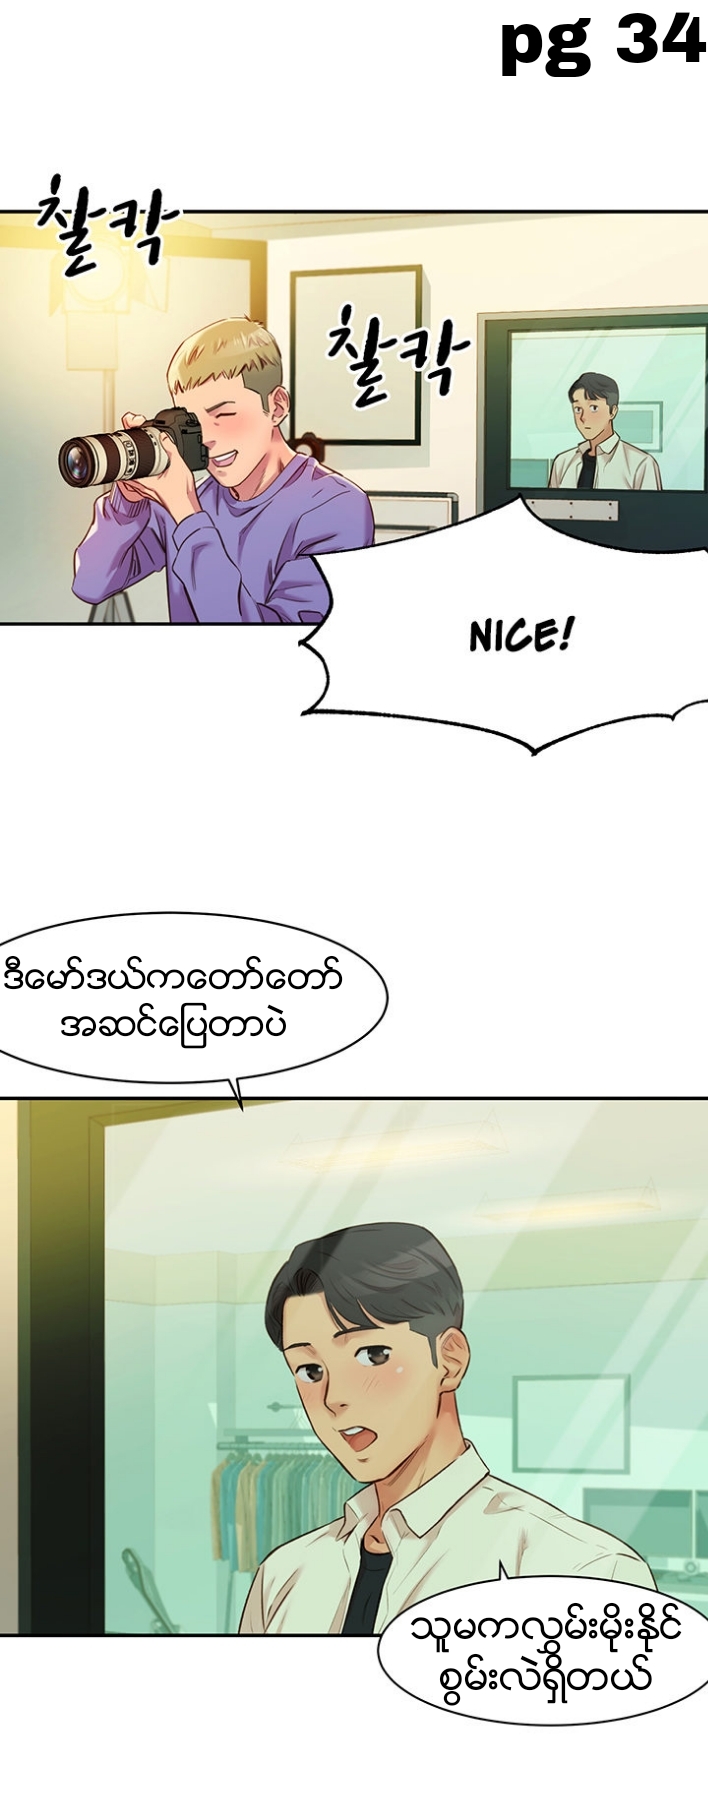 pg 34
찰칵
찰칵
NICE!
ဒီမော်ဒယ်ကတော်တော်
အဆင်ပြေတာပဲ
သူမကလွှမ်းမိုးနိုင်
စွမ်းလဲရှိတယ်